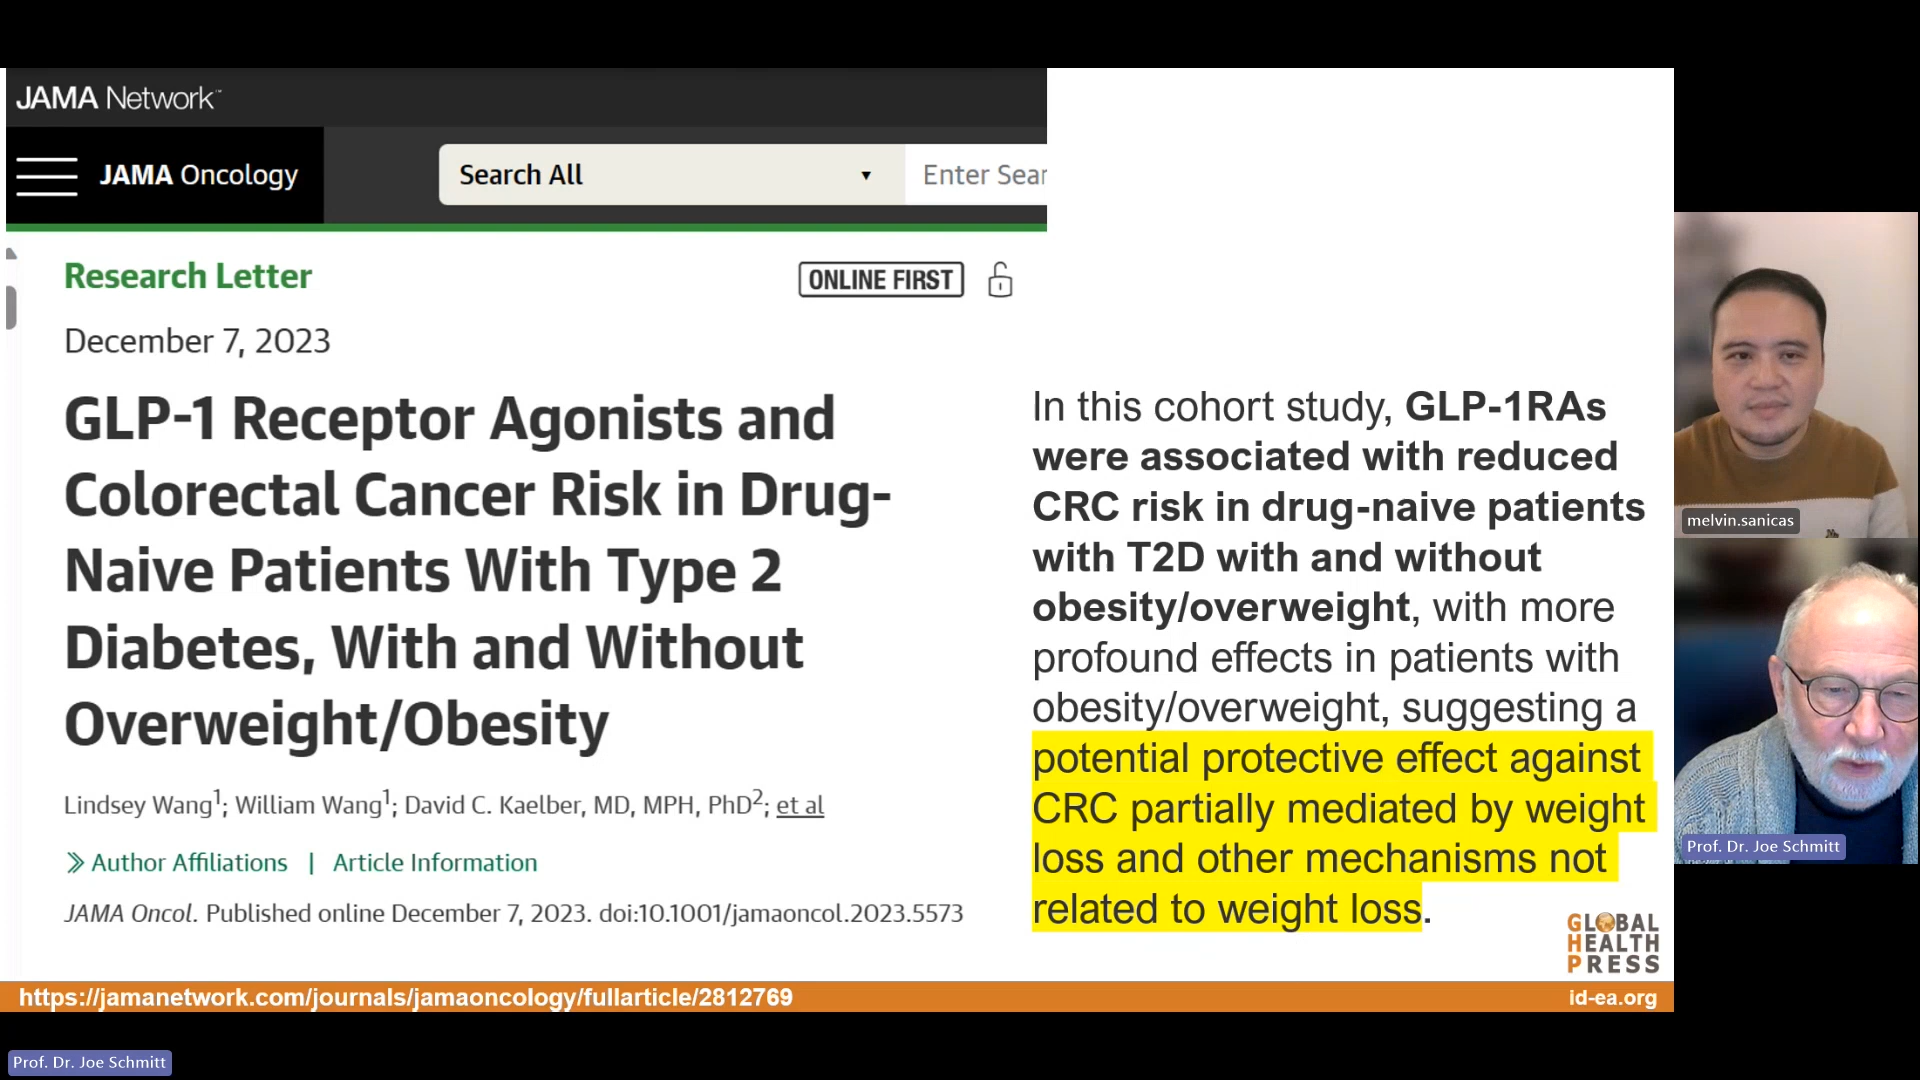 JAMA Network™
JAMA Oncology
Search All
Enter Sear
Research Letter
ONLINE FIRST
December 7, 2023
GLP-1 Receptor Agonists and
Colorectal Cancer Risk in Drug-
Naive Patients With Type 2
Diabetes, With and Without
Overweight/Obesity
Lindsey Wang1; William Wang1; David C. Kaelber, MD, MPH, PhD2; et al
Author Affiliations | Article Information
JAMA Oncol. Published online December 7, 2023. doi:10.1001/jamaoncol.2023.5573
In this cohort study, GLP-1RAs
were associated with reduced
CRC risk in drug-naive patients
with T2D with and without
obesity/overweight, with more
profound effects in patients with
obesity/overweight, suggesting a
potential protective effect against
CRC partially mediated by weight
loss and other mechanisms not
related to weight loss.
GLOBAL
HEALTH
PRESS
https://jamanetwork.com/journals/jamaoncology/fullarticle/2812769
id-ea.org
melvin.sanicas
Prof. Dr. Joe Schmitt
Prof. Dr. Joe Schmitt